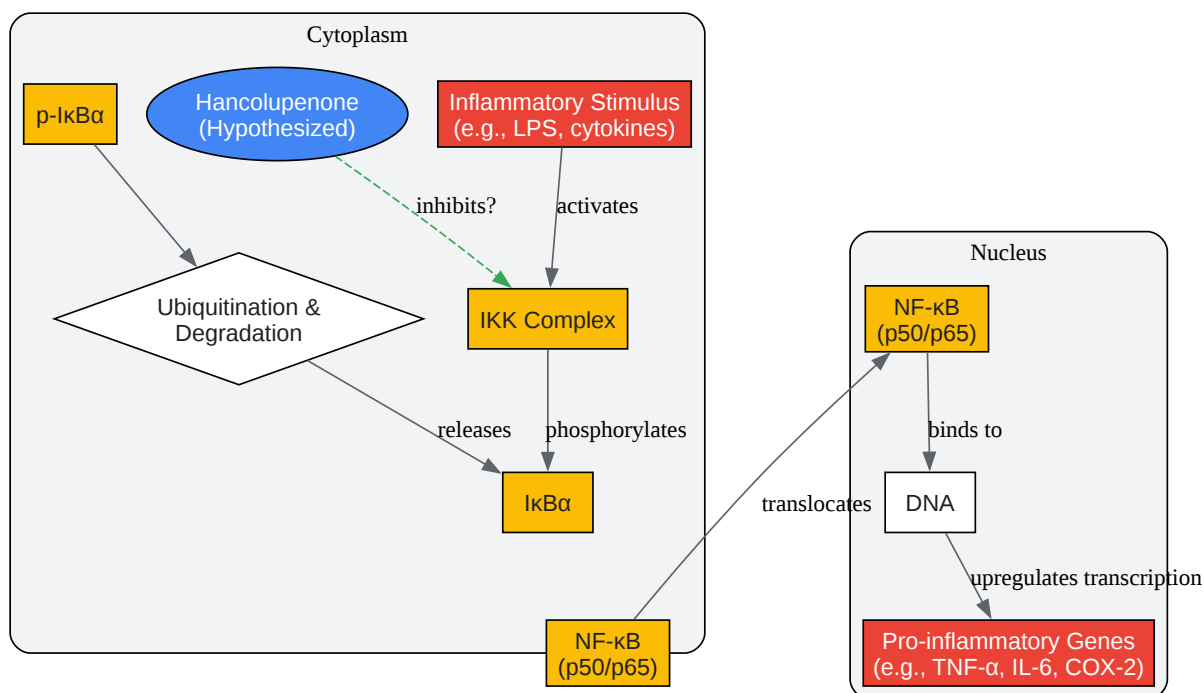 Cytoplasm
p-IκBα
Hancolupenone
(Hypothesized)
Inflammatory Stimulus
(e.g., LPS, cytokines)
inhibits?
activates
Ubiquitination &
Degradation
IKK Complex
releases
phosphorylates
IκBα
NF-κB
(p50/p65)
translocates
Nucleus
NF-κB
(p50/p65)
binds to
DNA
upregulates transcription
Pro-inflammatory Genes
(e.g., TNF-α, IL-6, COX-2)